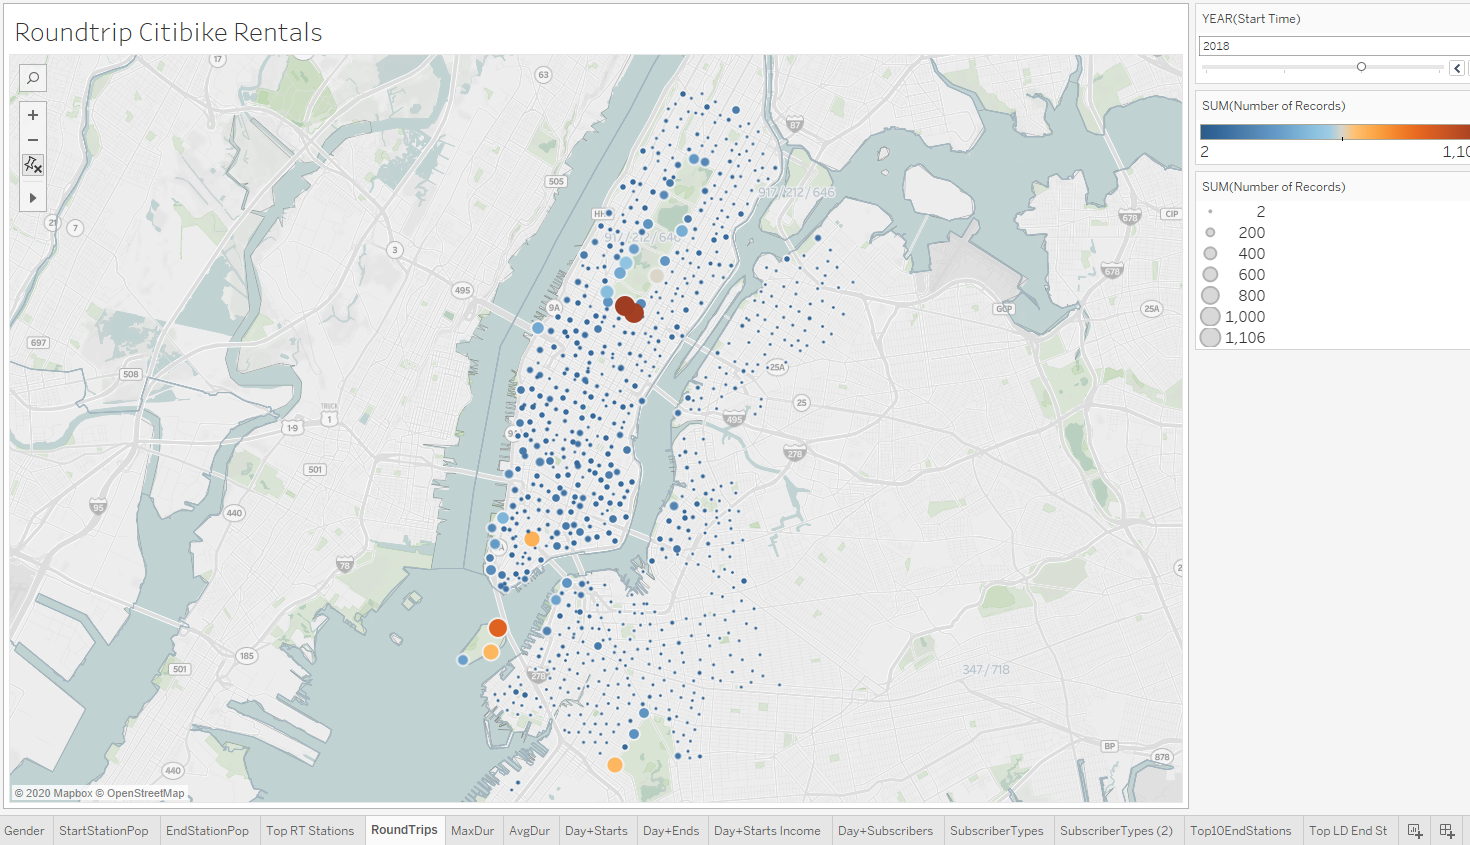 Roundtrip Citibike Rentals
YEAR(Start Time)
2018
SUM(Number of Records)
2
1,10
SUM(Number of Records)
2
200
400
600
800
1,000
1,106
17
63
87
505
917/212/646
21
7
HH
678
CIP
917/212/646
3
678
495
9A
GCP
25A
697
508
25A
TRUCK
1
1-9
25
495
9
278
501
95
440
A
78
2
185
501
278
347/718
BP
878
440
© 2020 Mapbox © OpenStreetMap
Gender
StartStationPop
EndStationPop
Top RT Stations
RoundTrips
MaxDur
AvgDur
Day+Starts
Day+Ends
Day+Starts Income
Day+Subscribers
SubscriberTypes
SubscriberTypes (2)
Top10EndStations
Top LD End St